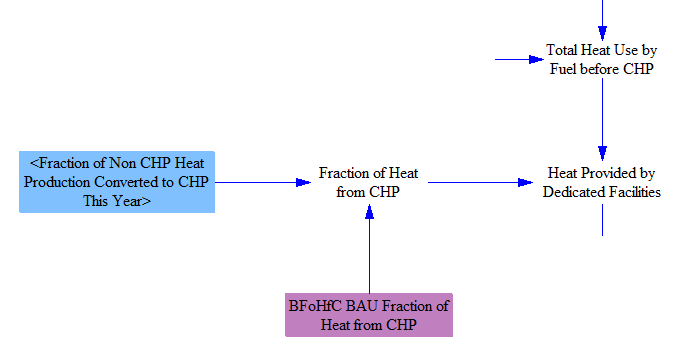 Total Heat Use by
Fuel before CHP
<Fraction of Non CHP Heat
Production Converted to CHP
This Year>
Fraction of Heat
from CHP
Heat Provided by
Dedicated Facilities
BFoHfC BAU Fraction of
Heat from CHP